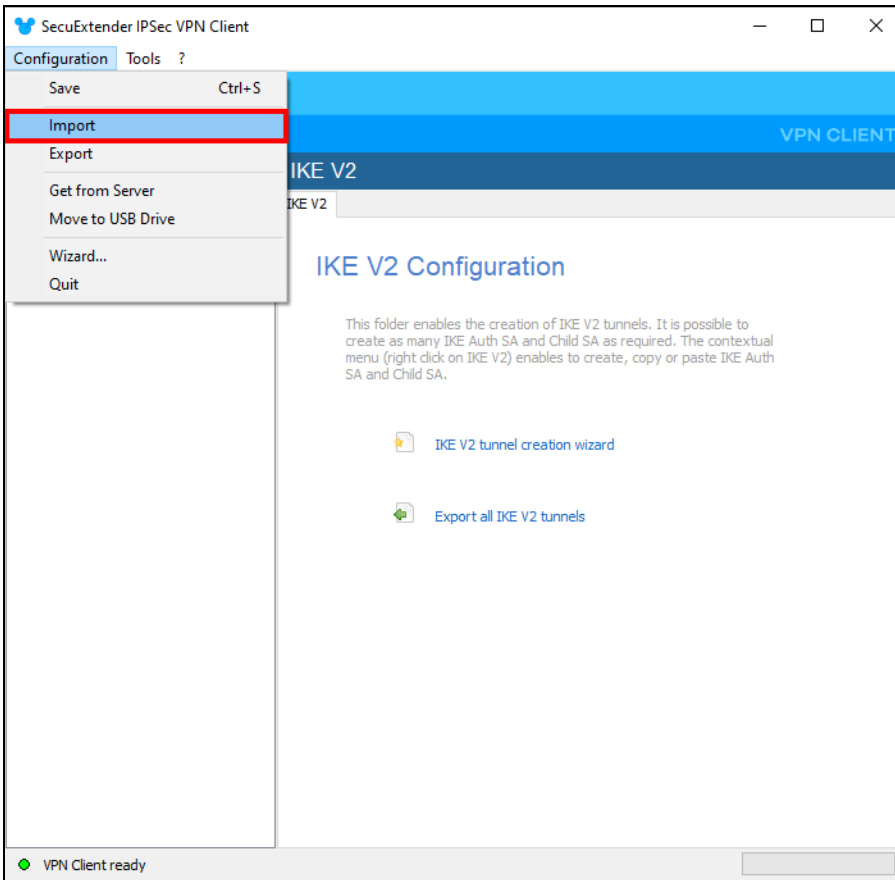 SecuExtender IPSec VPN Client
Configuration Tools ?
Save Ctrl+S
Import
Export
Get from Server
Move to USB Drive
Wizard...
Quit
VPN CLIENT
IKE V2
IKE V2
IKE V2 Configuration
This folder enables the creation of IKE V2 tunnels. It is possible to
create as many IKE Auth SA and Child SA as required. The contextual
menu (right click on IKE V2) enables to create, copy or paste IKE Auth
SA and Child SA.
IKE V2 tunnel creation wizard
Export all IKE V2 tunnels
VPN Client ready